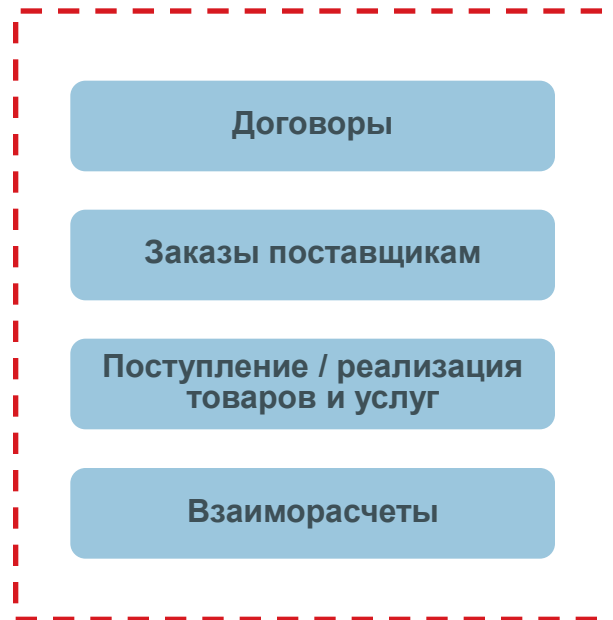 Договоры
Заказы поставщикам
Поступление / реализация
товаров и услуг
Взаиморасчеты